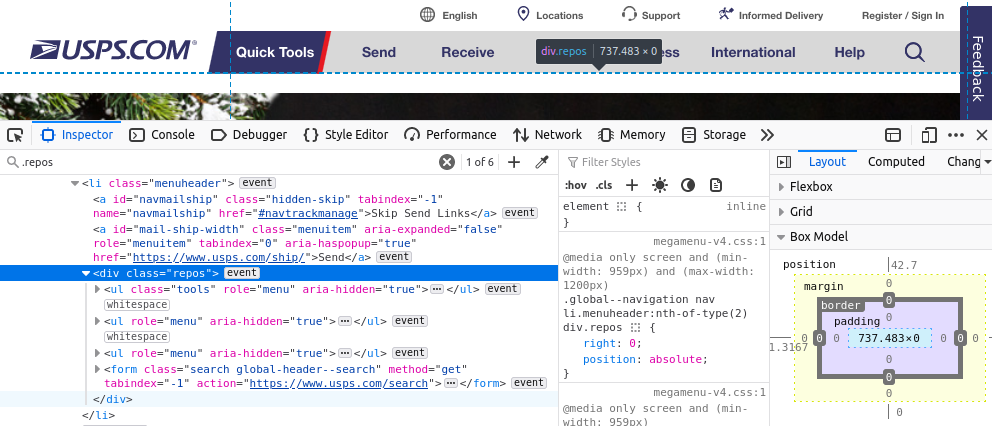 English Locations Support Informed Delivery Register / Sign In
USPS.COM® Quick Tools Send Receive ess International Help
div.repos 737.483 × 0
Feedback
Inspector Console Debugger Style Editor Performance Network Memory Storage
.repos 1 of 6
<li class="menuheader"> event
<a id="navmailship" class="hidden-skip" tabindex="-1"
name="navmailship" href="#navtrackmanage">Skip Send Links</a> event
<a id="mail-ship-width" class="menuitem" aria-expanded="false"
role="menuitem" tabindex="0" aria-haspopup="true"
href="https://www.usps.com/ship/">Send</a> event
<div class="repos"> event
<ul class="tools" role="menu" aria-hidden="true"> ⋯ </ul> event
whitespace
<ul role="menu" aria-hidden="true"> ⋯ </ul> event
whitespace
<ul role="menu" aria-hidden="true"> ⋯ </ul> event
<form class="search global-header--search" method="get"
tabindex="-1" action="https://www.usps.com/search"> ⋯ </form> event
</div>
</li>
Filter Styles
:hov .cls
element { inline
}
megamenu-v4.css:1
@media only screen and (min-
width: 959px) and (max-width:
1200px)
.global--navigation nav
li.menuheader:nth-of-type(2)
div.repos {
right: 0;
position: absolute;
}
megamenu-v4.css:1
@media only screen and (min-
width: 959px)
Layout Computed Chang
Flexbox
Grid
Box Model
position 42.7
margin 0
border 0
padding 0
1.3167 0 0 0 737.483×0 0 0 0
0
0
0
0